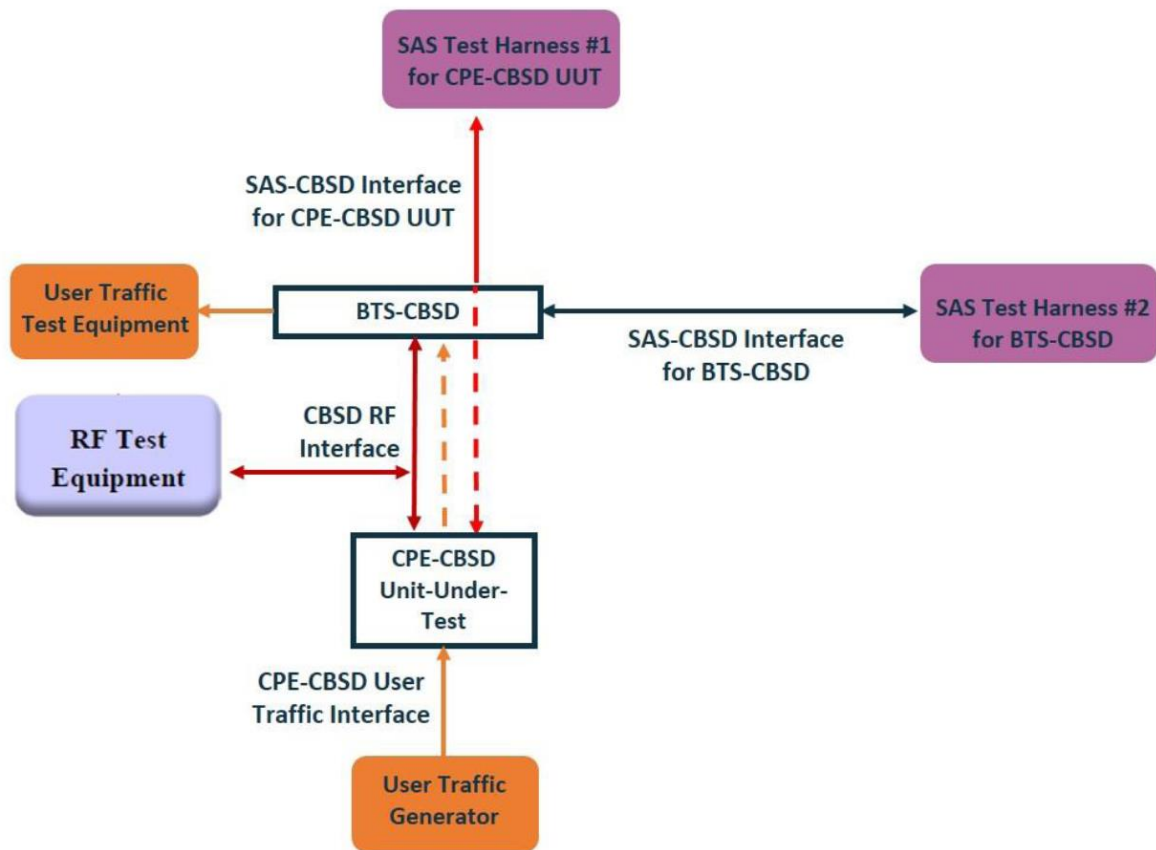 SAS Test Harness #1
for CPE-CBSD UUT
SAS-CBSD Interface
for CPE-CBSD UUT
User Traffic
Test Equipment
BTS-CBSD
SAS-CBSD Interface
for BTS-CBSD
SAS Test Harness #2
for BTS-CBSD
RF Test
Equipment
CBSD RF
Interface
CPE-CBSD
Unit-Under-
Test
CPE-CBSD User
Traffic Interface
User Traffic
Generator